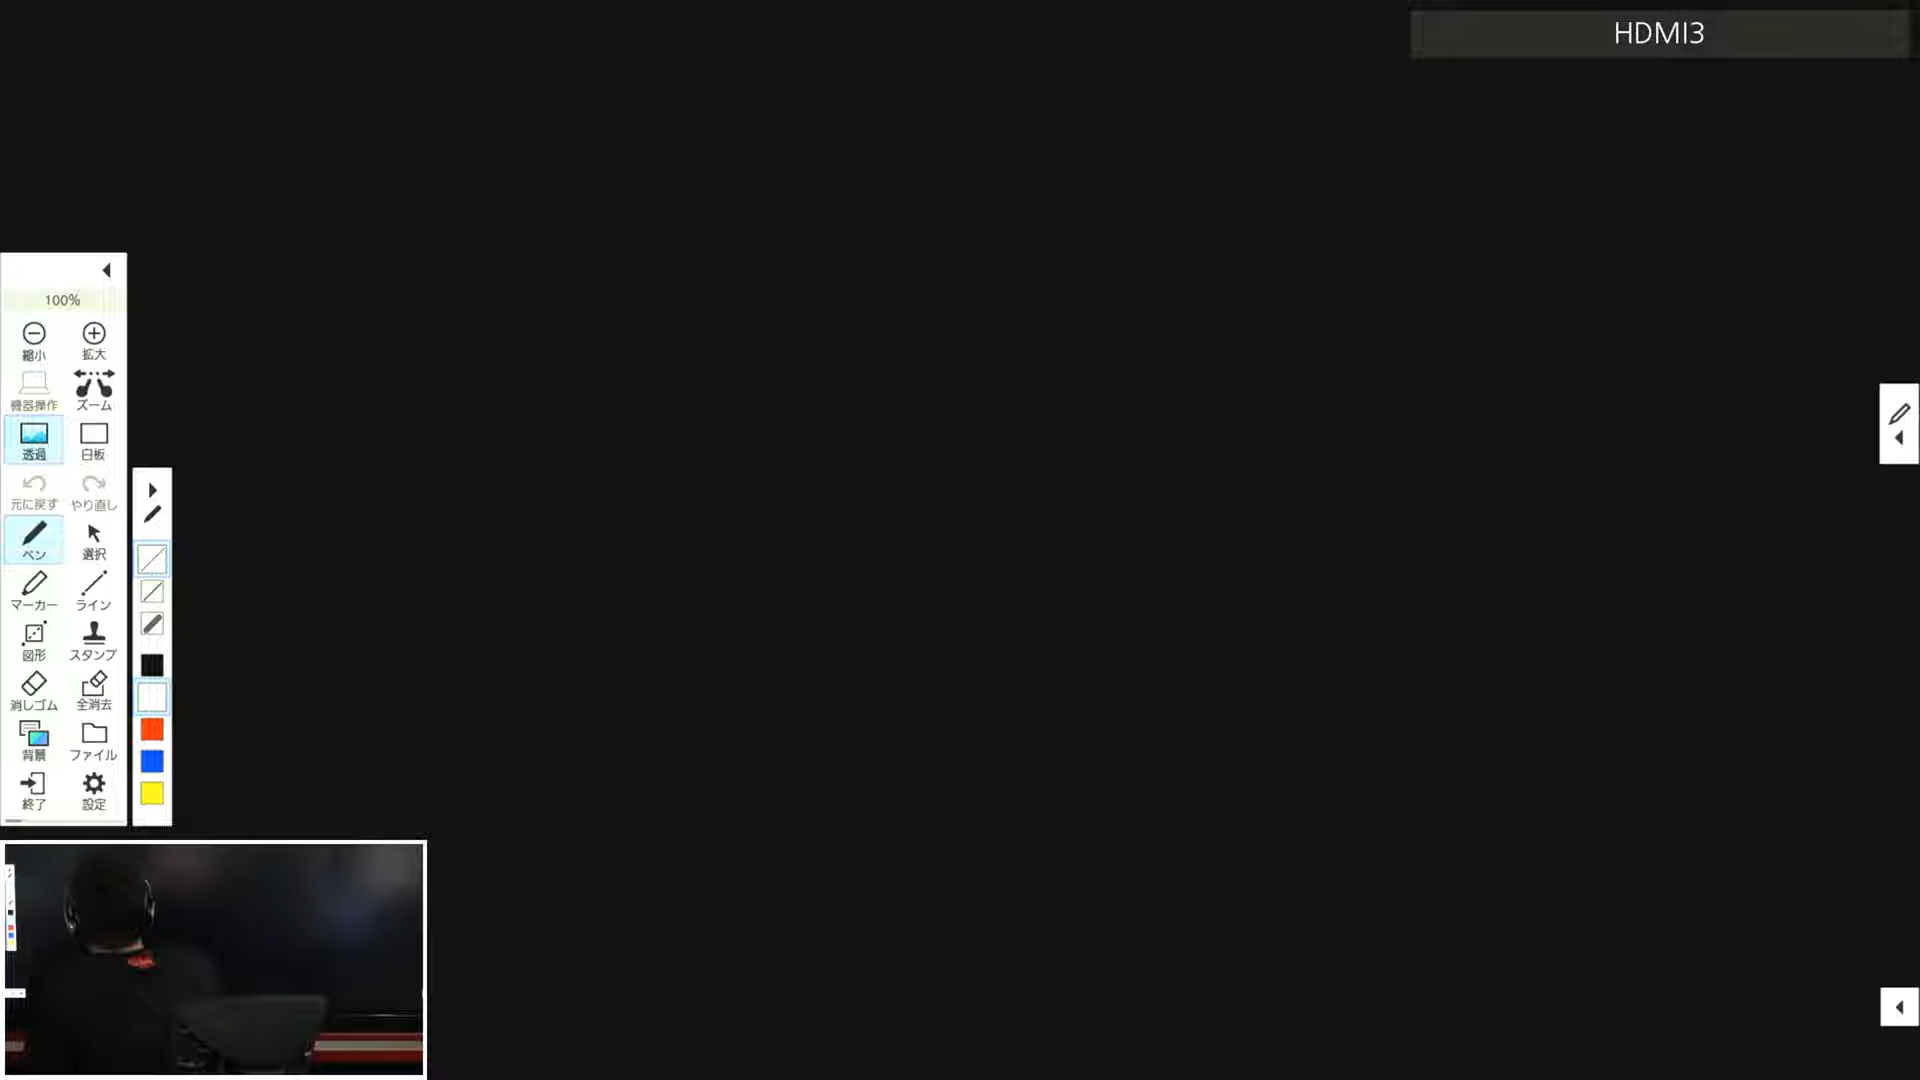 HDMI3
100%
縮小 拡大
機器操作 ズーム
透過 白板
元に戻す やり直し
ペン 選択
マーカー ライン
図形 スタンプ
消しゴム 全消去
背景 ファイル
終了 設定